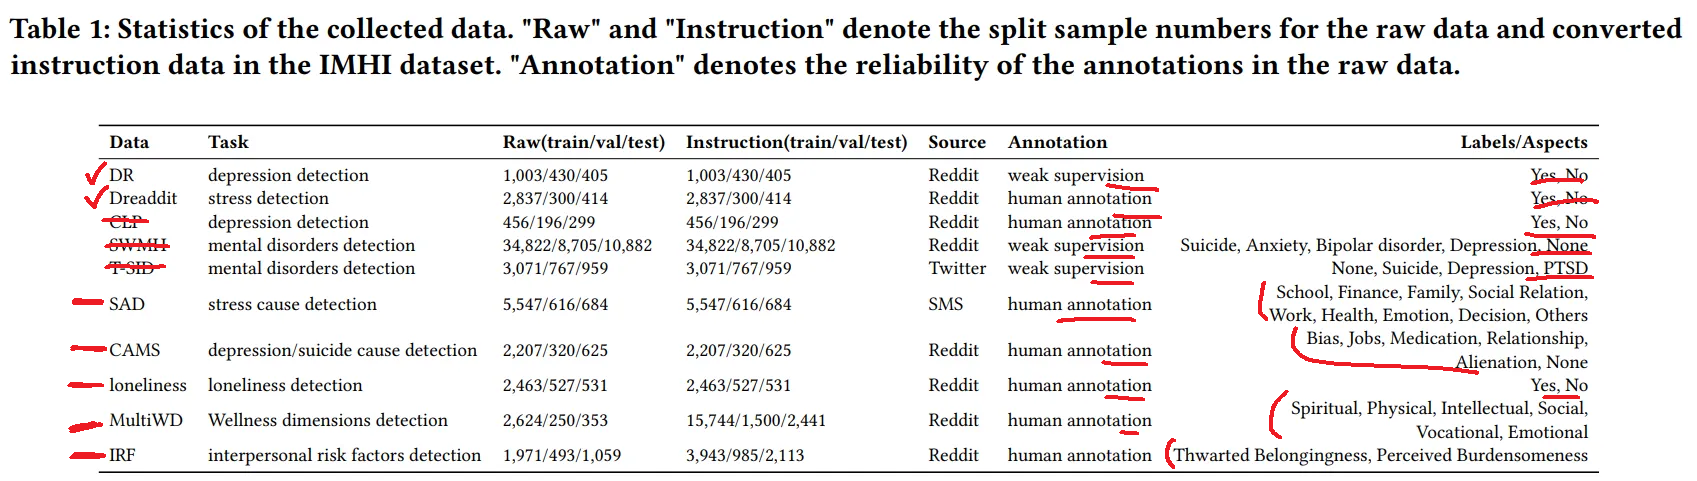 Table 1: Statistics of the collected data. "Raw" and "Instruction" denote the split sample numbers for the raw data and converted
instruction data in the IMHI dataset. "Annotation" denotes the reliability of the annotations in the raw data.
Data Task Raw(train/val/test) Instruction(train/val/test) Source Annotation Labels/Aspects
DR depression detection 1,003/430/405 1,003/430/405 Reddit weak supervision Yes, No
Dreaddit stress detection 2,837/300/414 2,837/300/414 Reddit human annotation Yes, No
CLP depression detection 456/196/299 456/196/299 Reddit human annotation Yes, No
SWMH mental disorders detection 34,822/8,705/10,882 34,822/8,705/10,882 Reddit weak supervision Suicide, Anxiety, Bipolar disorder, Depression, None
T-SID mental disorders detection 3,071/767/959 3,071/767/959 Twitter weak supervision None, Suicide, Depression, PTSD
SAD stress cause detection 5,547/616/684 5,547/616/684 SMS human annotation School, Finance, Family, Social Relation,
Work, Health, Emotion, Decision, Others
CAMS depression/suicide cause detection 2,207/320/625 2,207/320/625 Reddit human annotation Bias, Jobs, Medication, Relationship,
Alienation, None
loneliness loneliness detection 2,463/527/531 2,463/527/531 Reddit human annotation Yes, No
MultiWD Wellness dimensions detection 2,624/250/353 15,744/1,500/2,441 Reddit human annotation Spiritual, Physical, Intellectual, Social,
Vocational, Emotional
IRF interpersonal risk factors detection 1,971/493/1,059 3,943/985/2,113 Reddit human annotation Thwarted Belongingness, Perceived Burdensomeness